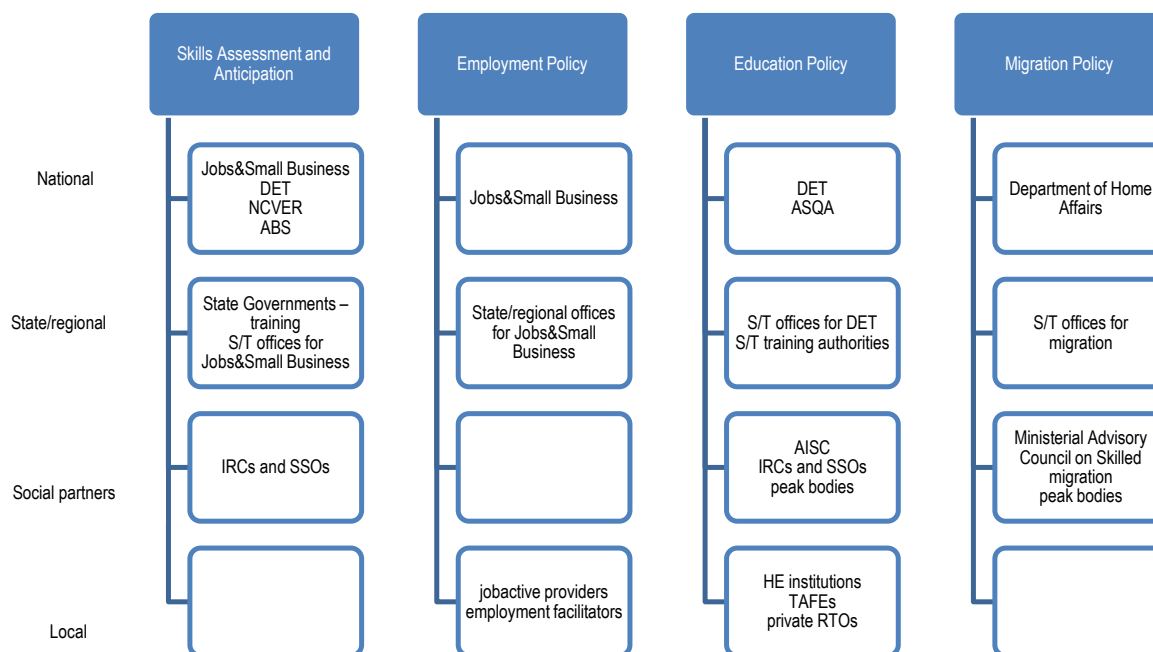 Skills Assessment and
Anticipation
Employment Policy
Education Policy
Migration Policy
National
Jobs&Small Business
DET
NCVER
ABS
Jobs&Small Business
DET
ASQA
Department of Home
Affairs
State/regional
State Governments –
training
S/T offices for
Jobs&Small Business
State/regional offices
for Jobs&Small
Business
S/T offices for DET
S/T training authorities
S/T offices for
migration
Social partners
IRCs and SSOs
AISC
IRCs and SSOs
peak bodies
Ministerial Advisory
Council on Skilled
migration
peak bodies
Local
jobactive providers
employment facilitators
HE institutions
TAFEs
private RTOs